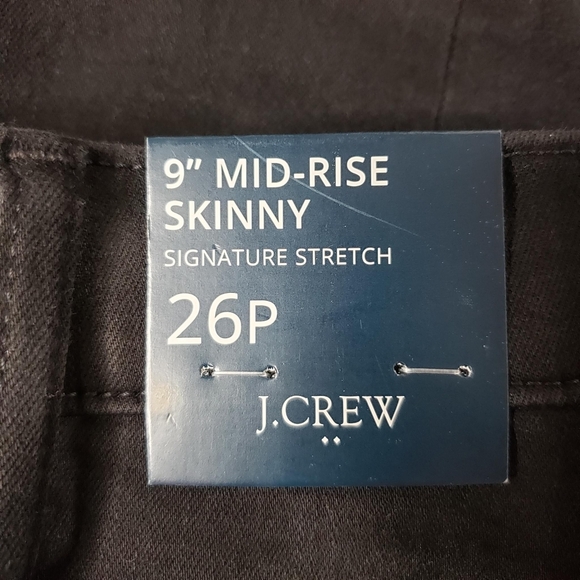 9” MID-RISE
SKINNY
SIGNATURE STRETCH
26P
J.CREW